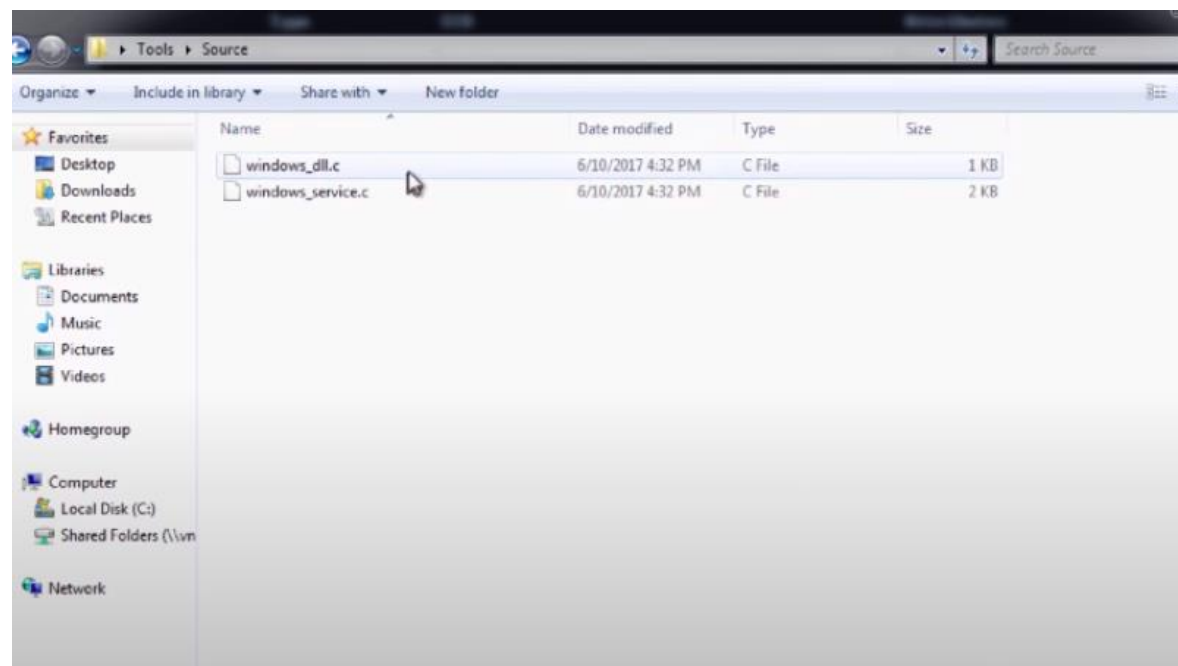 Tools Source
Search Source
Organize Include in library Share with New folder
Name Date modified Type Size
windows_dll.c 6/10/2017 4:32 PM C File 1 KB
windows_service.c 6/10/2017 4:32 PM C File 2 KB
Favorites
Desktop
Downloads
Recent Places
Libraries
Documents
Music
Pictures
Videos
Homegroup
Computer
Local Disk (C:)
Shared Folders (\\vn
Network